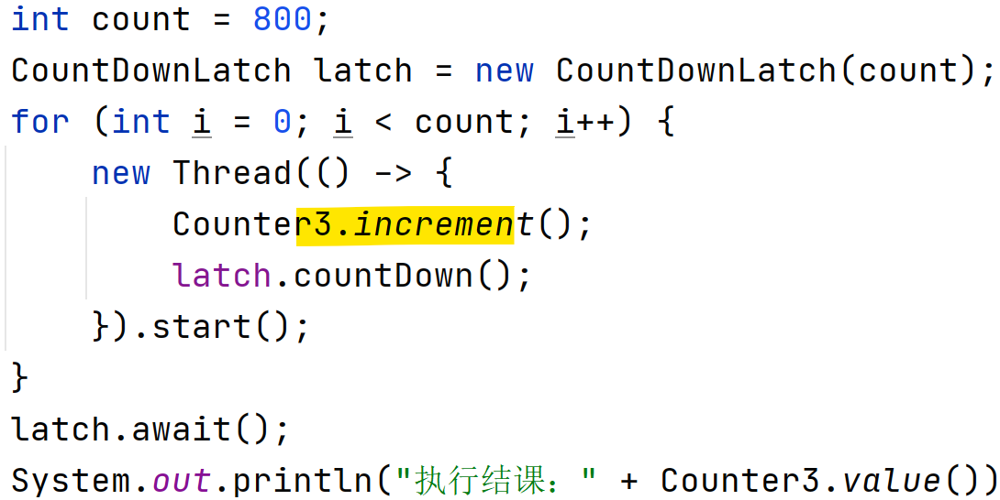 int count = 800;
CountDownLatch latch = new CountDownLatch(count);
for (int i = 0; i < count; i++) {
    new Thread(() -> {
        Counter3.increment();
        latch.countDown();
    }).start();
}
latch.await();
System.out.println("执行结课：" + Counter3.value())